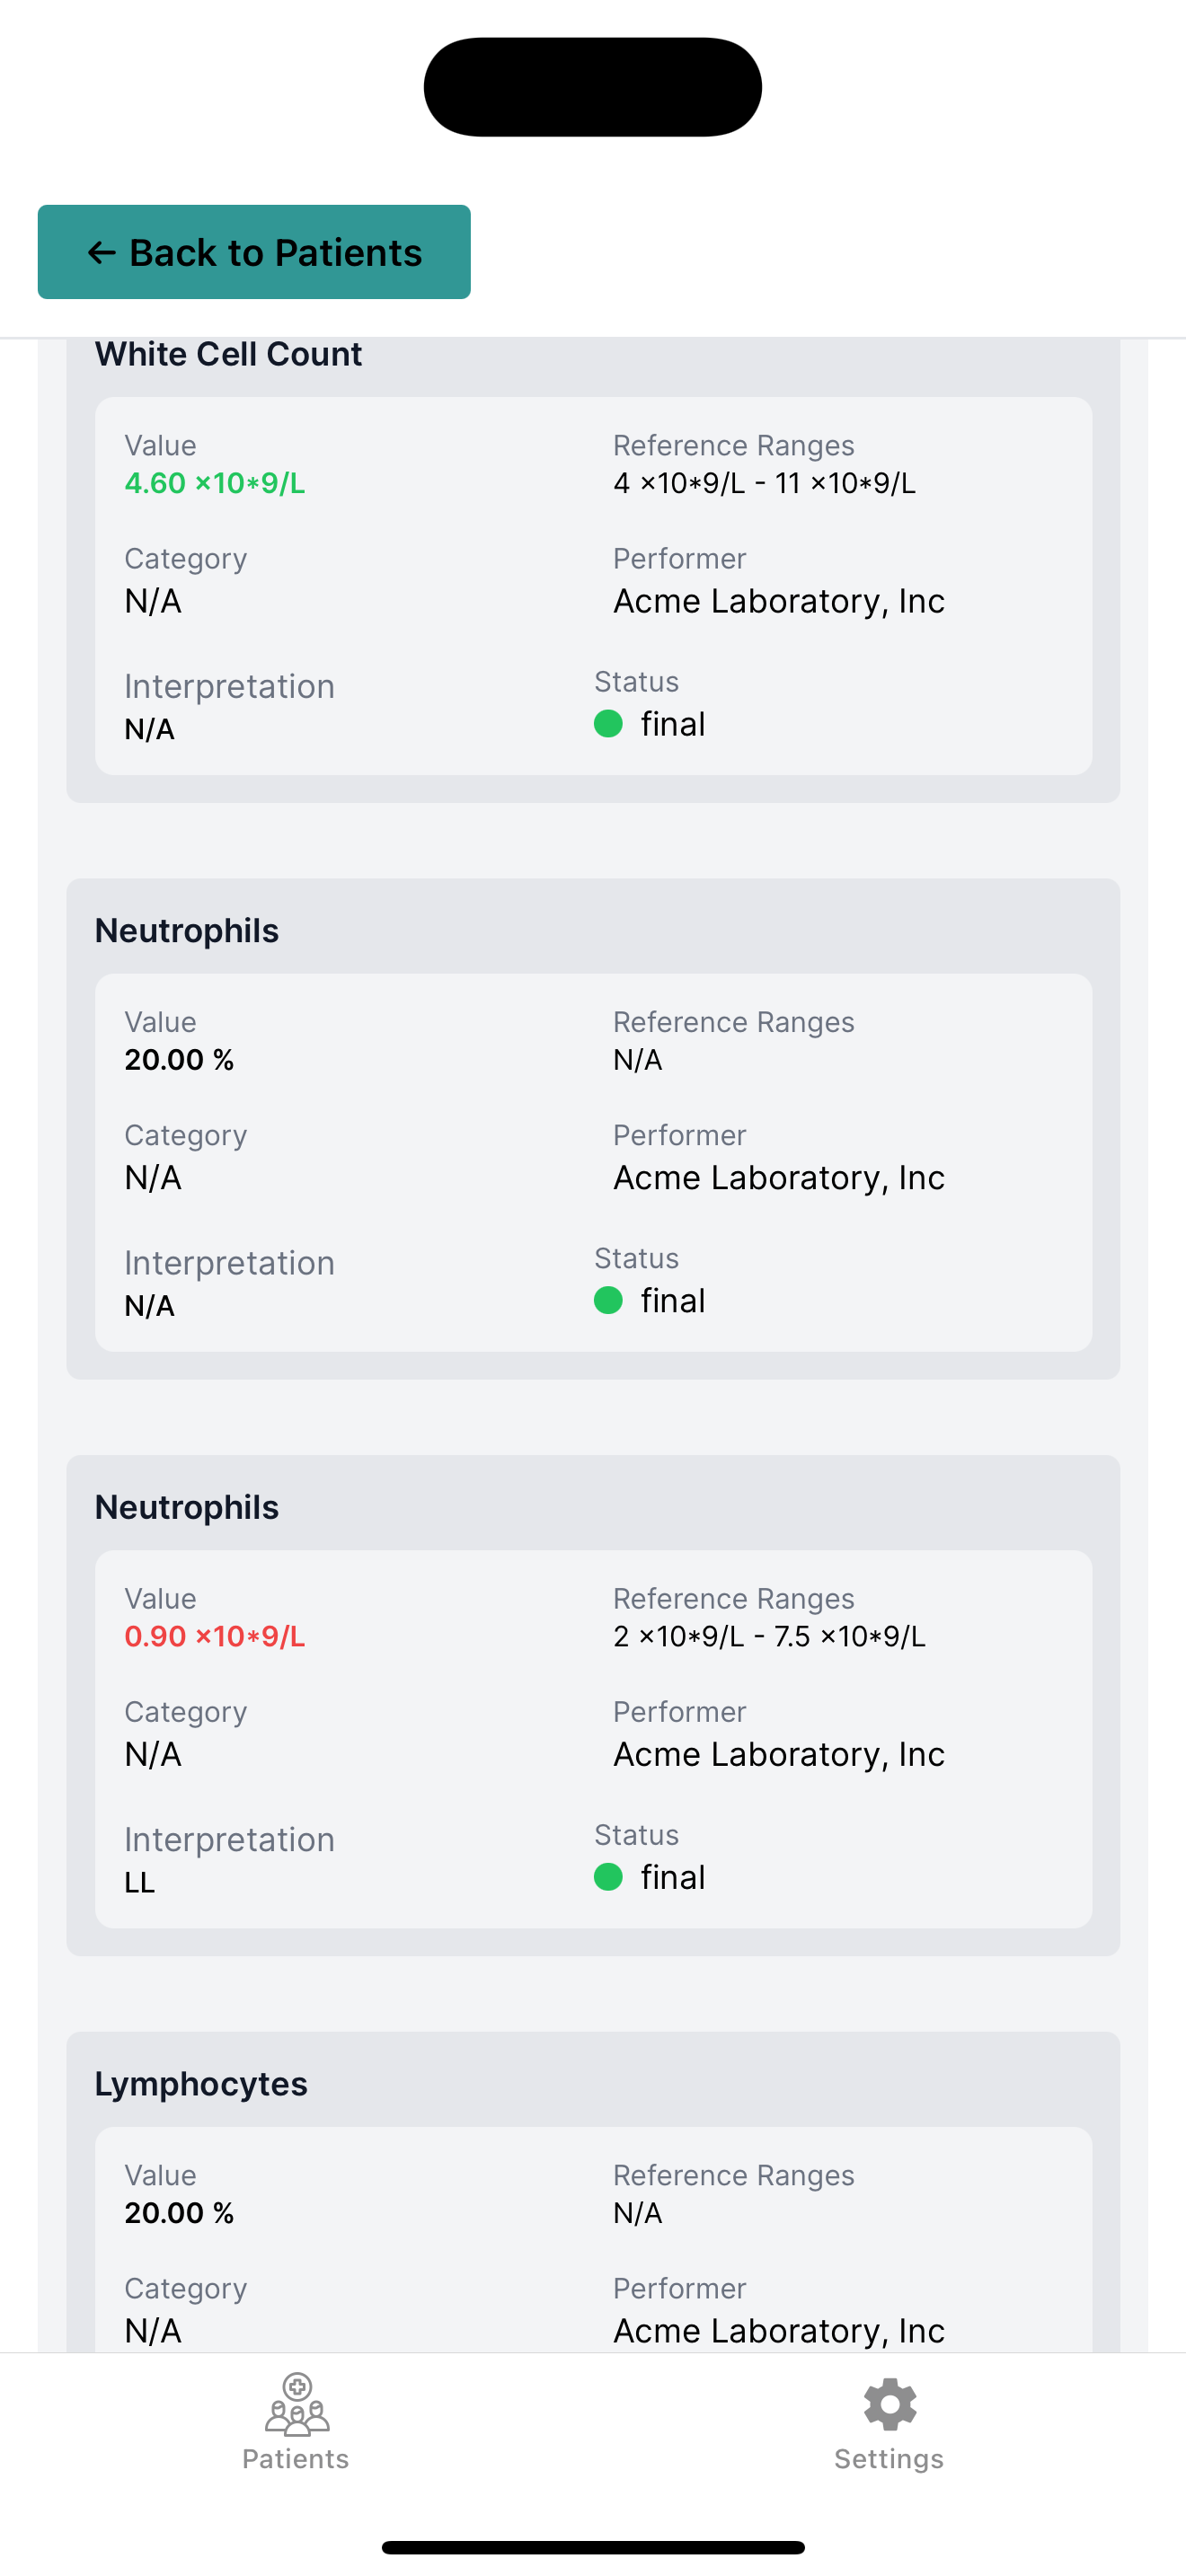 ← Back to Patients
White Cell Count
Value
Reference Ranges
4.60 ×10*9/L
4 ×10*9/L - 11 ×10*9/L
Category
Performer
N/A
Acme Laboratory, Inc
Interpretation
Status
N/A
final
Neutrophils
Value
Reference Ranges
20.00 %
N/A
Category
Performer
N/A
Acme Laboratory, Inc
Interpretation
Status
N/A
final
Neutrophils
Value
Reference Ranges
0.90 ×10*9/L
2 ×10*9/L - 7.5 ×10*9/L
Category
Performer
N/A
Acme Laboratory, Inc
Interpretation
Status
LL
final
Lymphocytes
Value
Reference Ranges
20.00 %
N/A
Category
Performer
N/A
Acme Laboratory, Inc
Patients
Settings